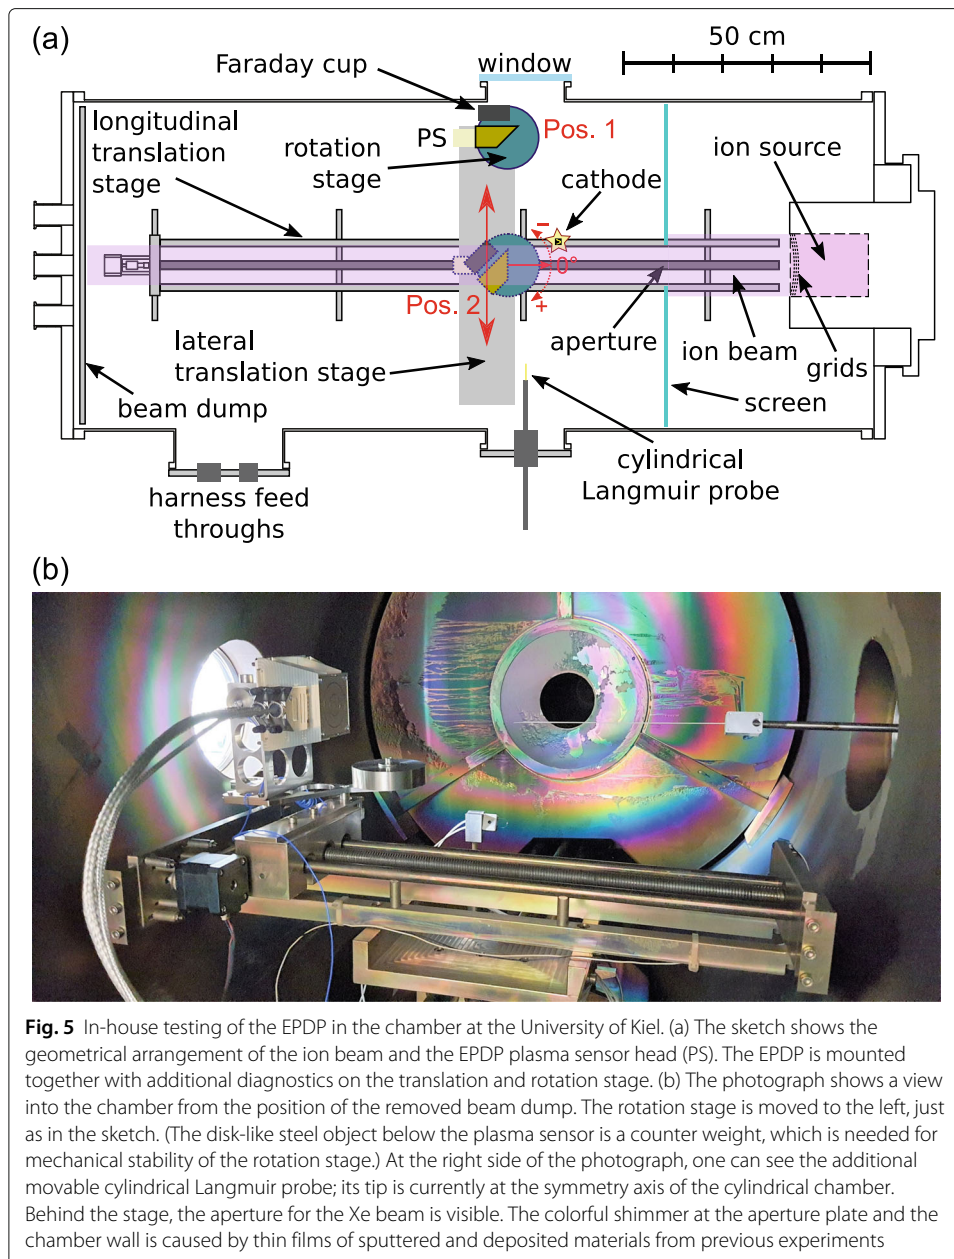 (a)
50 cm
Faraday cup
window
longitudinal
translation
stage
PS
Pos. 1
rotation
stage
ion source
cathode
-
0°
+
Pos. 2
lateral
translation stage
aperture
ion beam
grids
beam dump
screen
cylindrical
Langmuir probe
harness feed
throughs
(b)
Fig. 5 In-house testing of the EPDP in the chamber at the University of Kiel. (a) The sketch shows the
geometrical arrangement of the ion beam and the EPDP plasma sensor head (PS). The EPDP is mounted
together with additional diagnostics on the translation and rotation stage. (b) The photograph shows a view
into the chamber from the position of the removed beam dump. The rotation stage is moved to the left, just
as in the sketch. (The disk-like steel object below the plasma sensor is a counter weight, which is needed for
mechanical stability of the rotation stage.) At the right side of the photograph, one can see the additional
movable cylindrical Langmuir probe; its tip is currently at the symmetry axis of the cylindrical chamber.
Behind the stage, the aperture for the Xe beam is visible. The colorful shimmer at the aperture plate and the
chamber wall is caused by thin films of sputtered and deposited materials from previous experiments